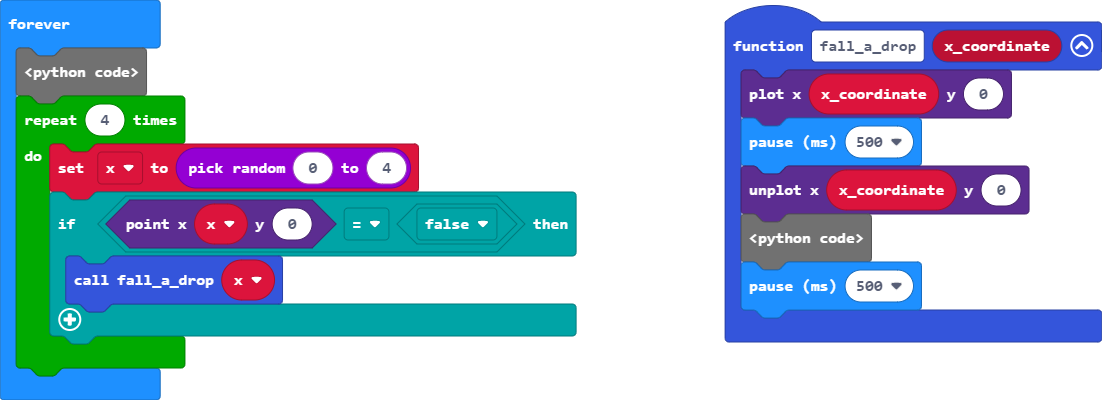 forever
<python code>
repeat 4 times
do
set x to pick random 0 to 4
if point x x y 0 = false then
call fall_a_drop x
function fall_a_drop x_coordinate
plot x x_coordinate y 0
pause (ms) 500
unplot x x_coordinate y 0
<python code>
pause (ms) 500